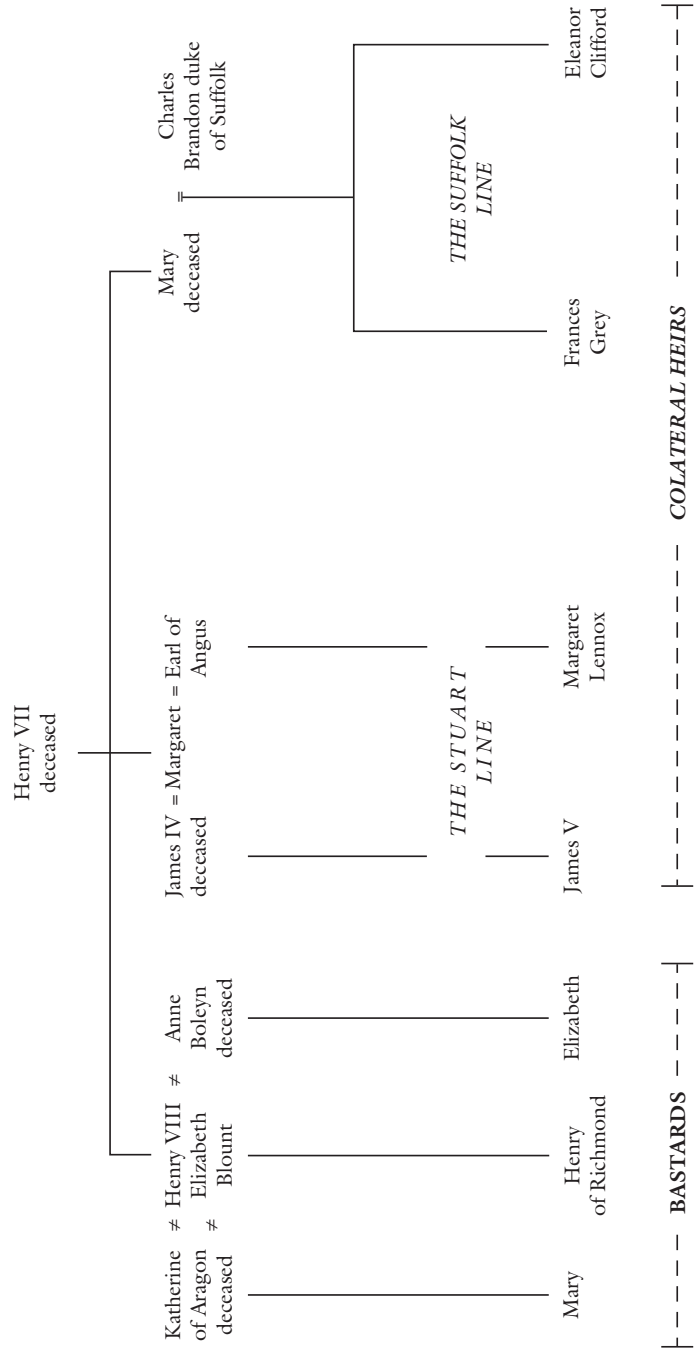 Henry VII
deceased
Katherine ≠ Henry VIII ≠ Anne
of Aragon Elizabeth Boleyn
deceased ≠ Blount deceased
James IV = Margaret = Earl of
deceased Angus
Mary
deceased
=
Charles
Brandon duke
of Suffolk
THE STUART
LINE
THE SUFFOLK
LINE
Mary
Henry
of Richmond
Elizabeth
James V
Margaret
Lennox
Frances
Grey
Eleanor
Clifford
BASTARDS
COLATERAL HEIRS